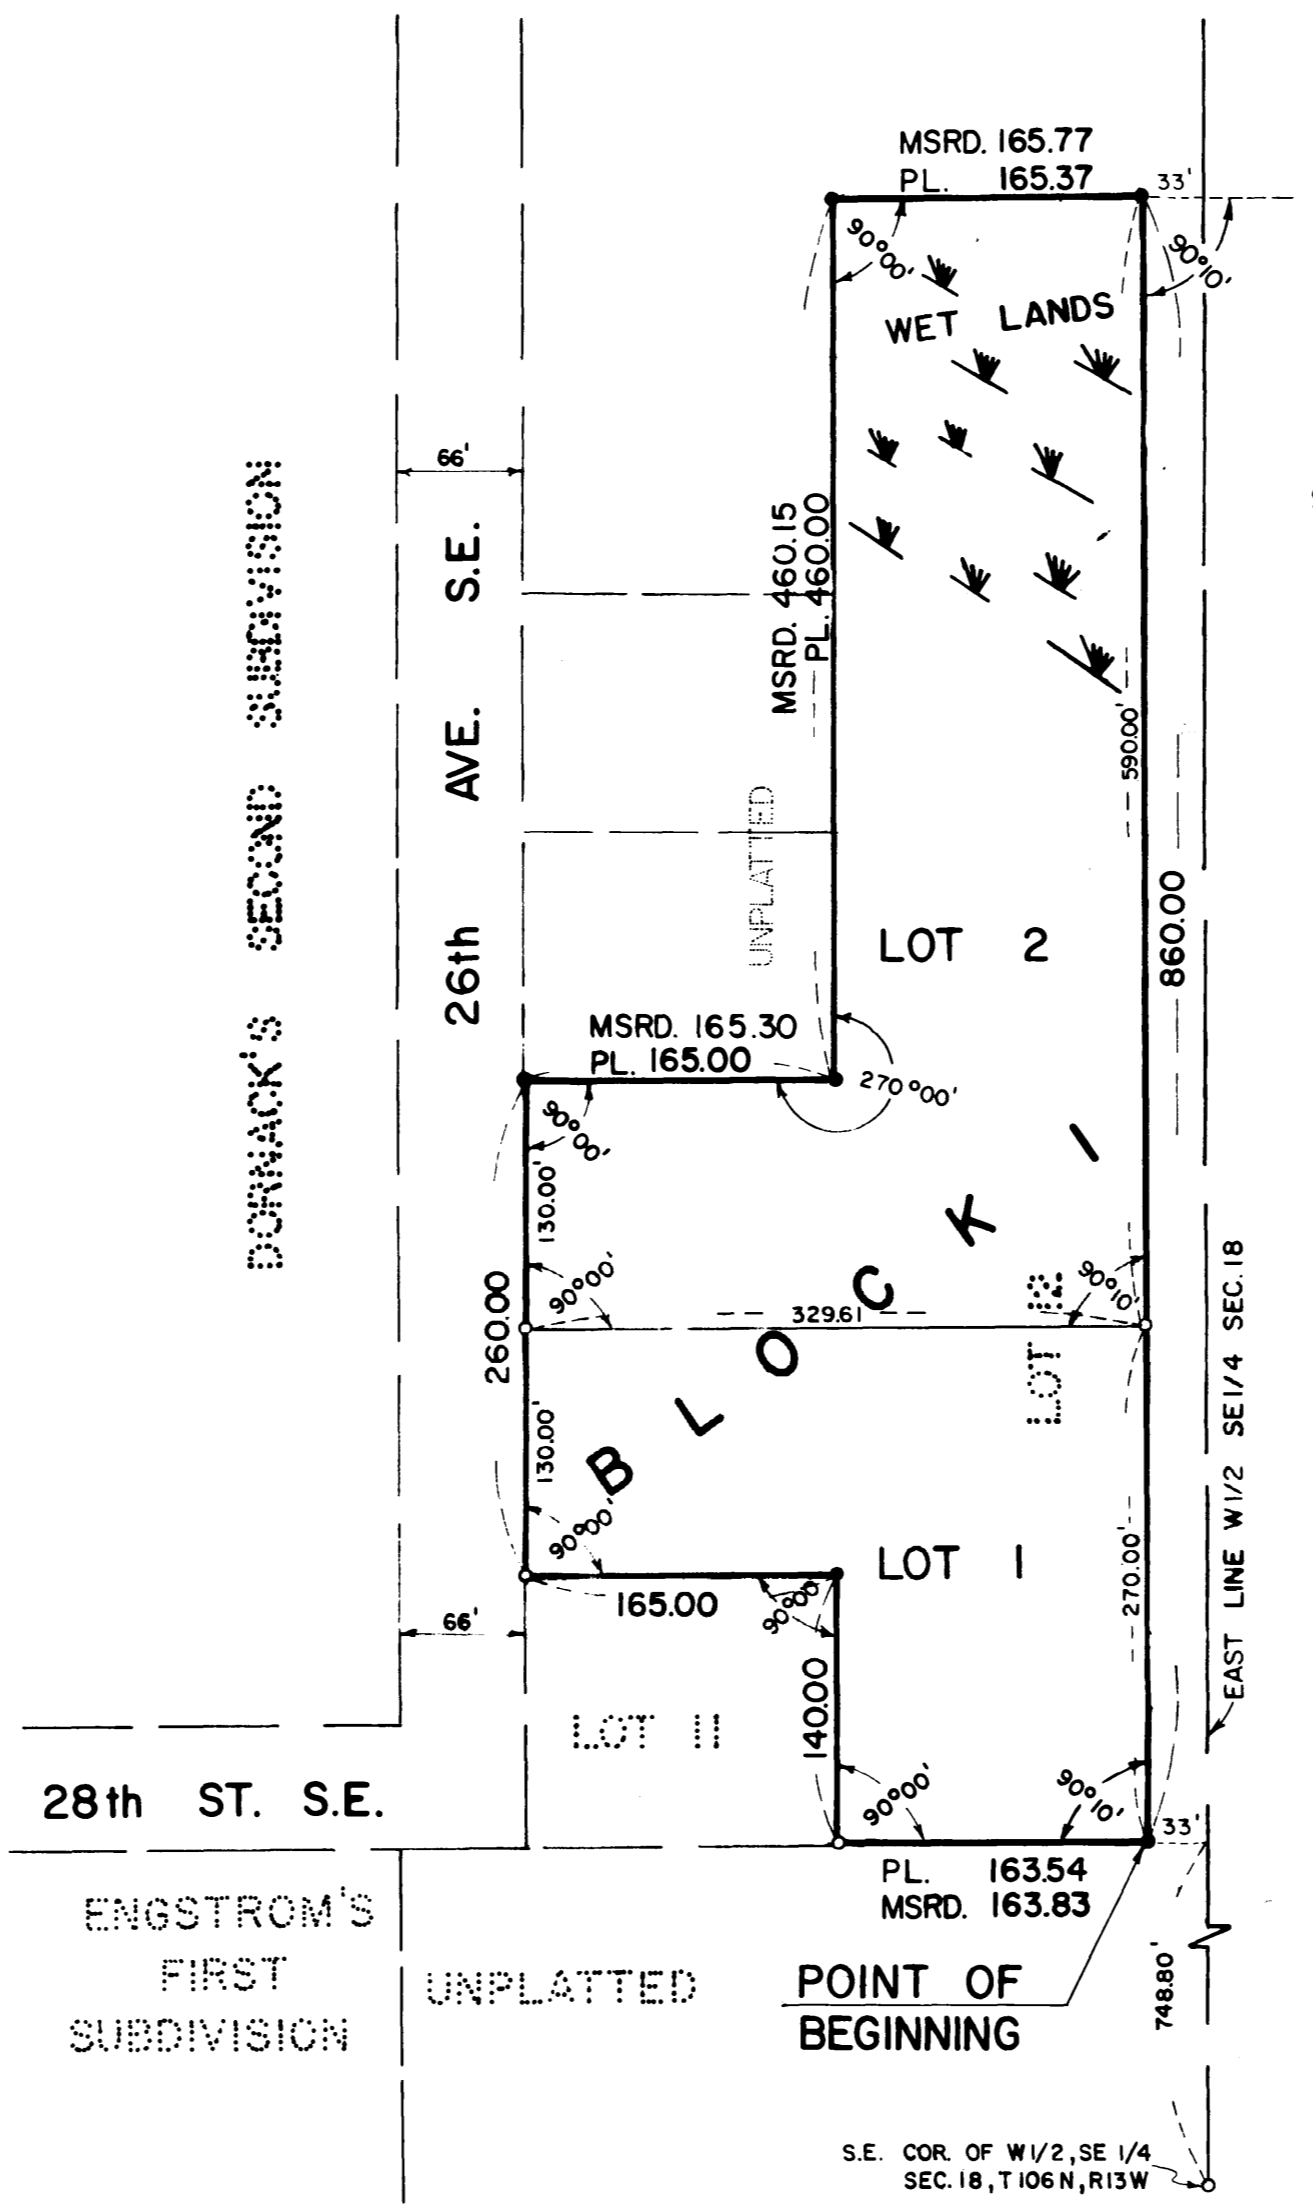 MSRD. 165.77
PL. 165.37
33'
90°00'
90°10'
WET LANDS
66'
MSRD. 460.15
PL. 460.00
DORNACK'S SECOND SUBDIVISION
26th AVE. S.E.
590.00'
UNPLATTED
860.00
LOT 2
MSRD. 165.30
PL. 165.00
270°00'
90°00'
130.00'
BLOCK 1
260.00
90°00'
329.61
90°10'
LOT 12
EAST LINE W1/2 SE1/4 SEC. 18
130.00'
90°00'
165.00
90°00'
LOT 1
270.00'
66'
140.00
LOT 11
28th ST. S.E.
90°00'
90°10'
33'
PL. 163.54
MSRD. 163.83
ENGSTROM'S
FIRST
SUBDIVISION
UNPLATTED
POINT OF
BEGINNING
748.80'
S.E. COR. OF W1/2, SE 1/4
SEC. 18, T106N, R13W